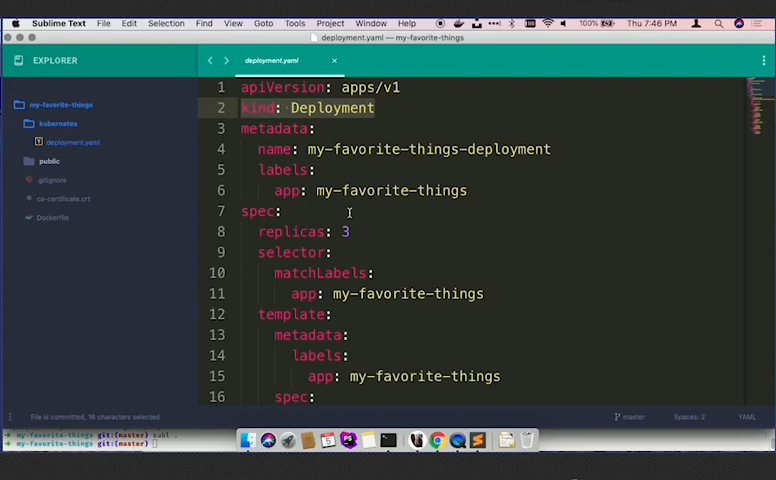 Sublime Text File Edit Selection Find View Goto Tools Project Window Help 100% Thu 7:46 PM
deployment.yaml — my-favorite-things
EXPLORER
deployment.yaml
my-favorite-things
kubernetes
deployment.yaml
public
.gitignore
ca-certificate.crt
Dockerfile
1 apiVersion: apps/v1
2 kind: Deployment
3 metadata:
4 name: my-favorite-things-deployment
5 labels:
6 app: my-favorite-things
7 spec:
8 replicas: 3
9 selector:
10 matchLabels:
11 app: my-favorite-things
12 template:
13 metadata:
14 labels:
15 app: my-favorite-things
16 spec:
File is committed, 16 characters selected
master Spaces: 2 YAML
my-favorite-things git:(master) subl .
my-favorite-things git:(master)